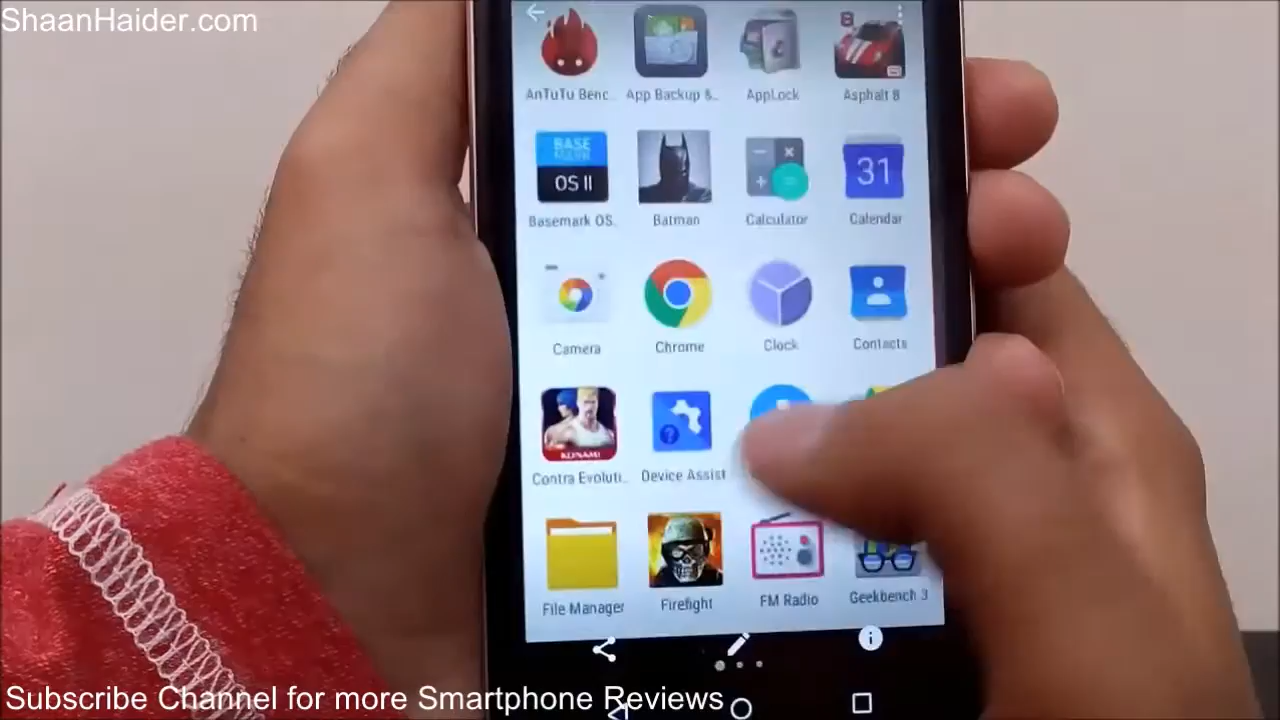 ShaanHaider.com
AnTuTu Benc..
App Backup &..
AppLock
Asphalt 8
BASE
MARK
OS II
31
Basemark OS..
Batman
Calculator
Calendar
Camera
Chrome
Clock
Contacts
KONAMI
Contra Evoluti..
Device Assist
File Manager
Firefight
FM Radio
Geekbench 3
Subscribe Channel for more Smartphone Reviews